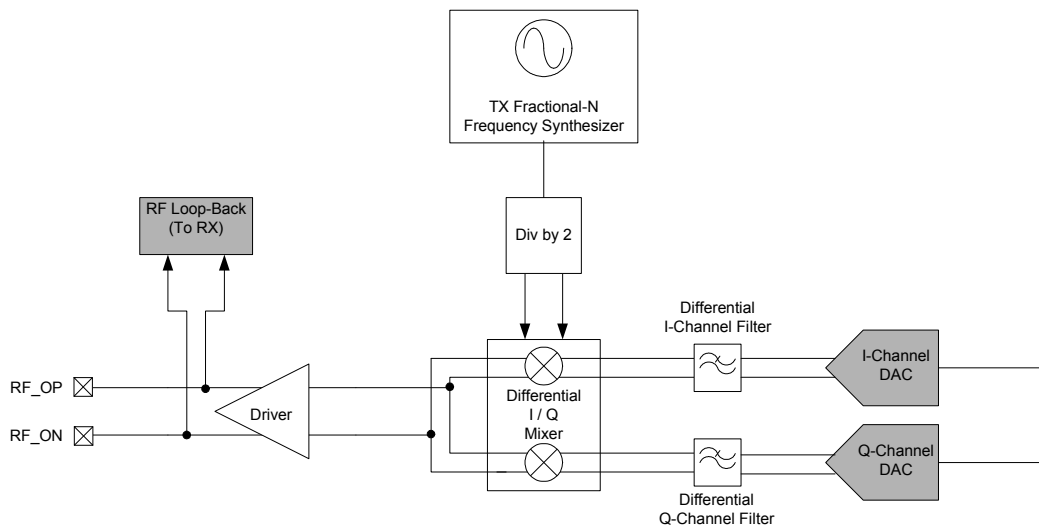 TX Fractional-N
Frequency Synthesizer
RF Loop-Back
(To RX)
Div by 2
Differential
I-Channel Filter
I-Channel
DAC
RF_OP
RF_ON
Driver
Differential
I / Q
Mixer
Q-Channel
DAC
Differential
Q-Channel Filter